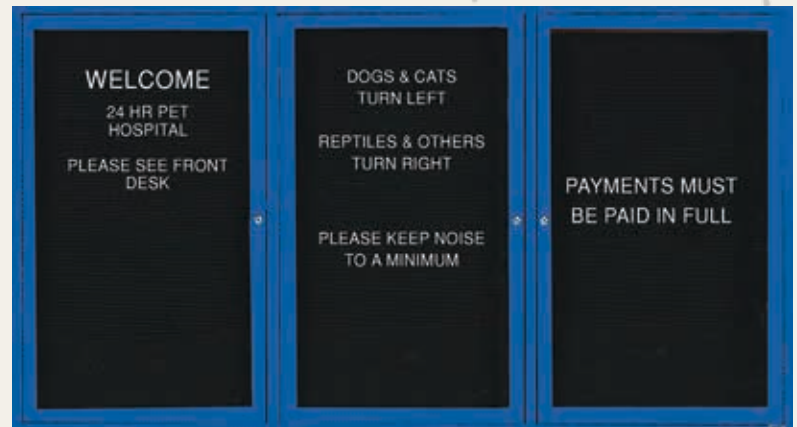 WELCOME
24 HR PET
HOSPITAL
PLEASE SEE FRONT
DESK
DOGS & CATS
TURN LEFT
REPTILES & OTHERS
TURN RIGHT
PLEASE KEEP NOISE
TO A MINIMUM
PAYMENTS MUST
BE PAID IN FULL